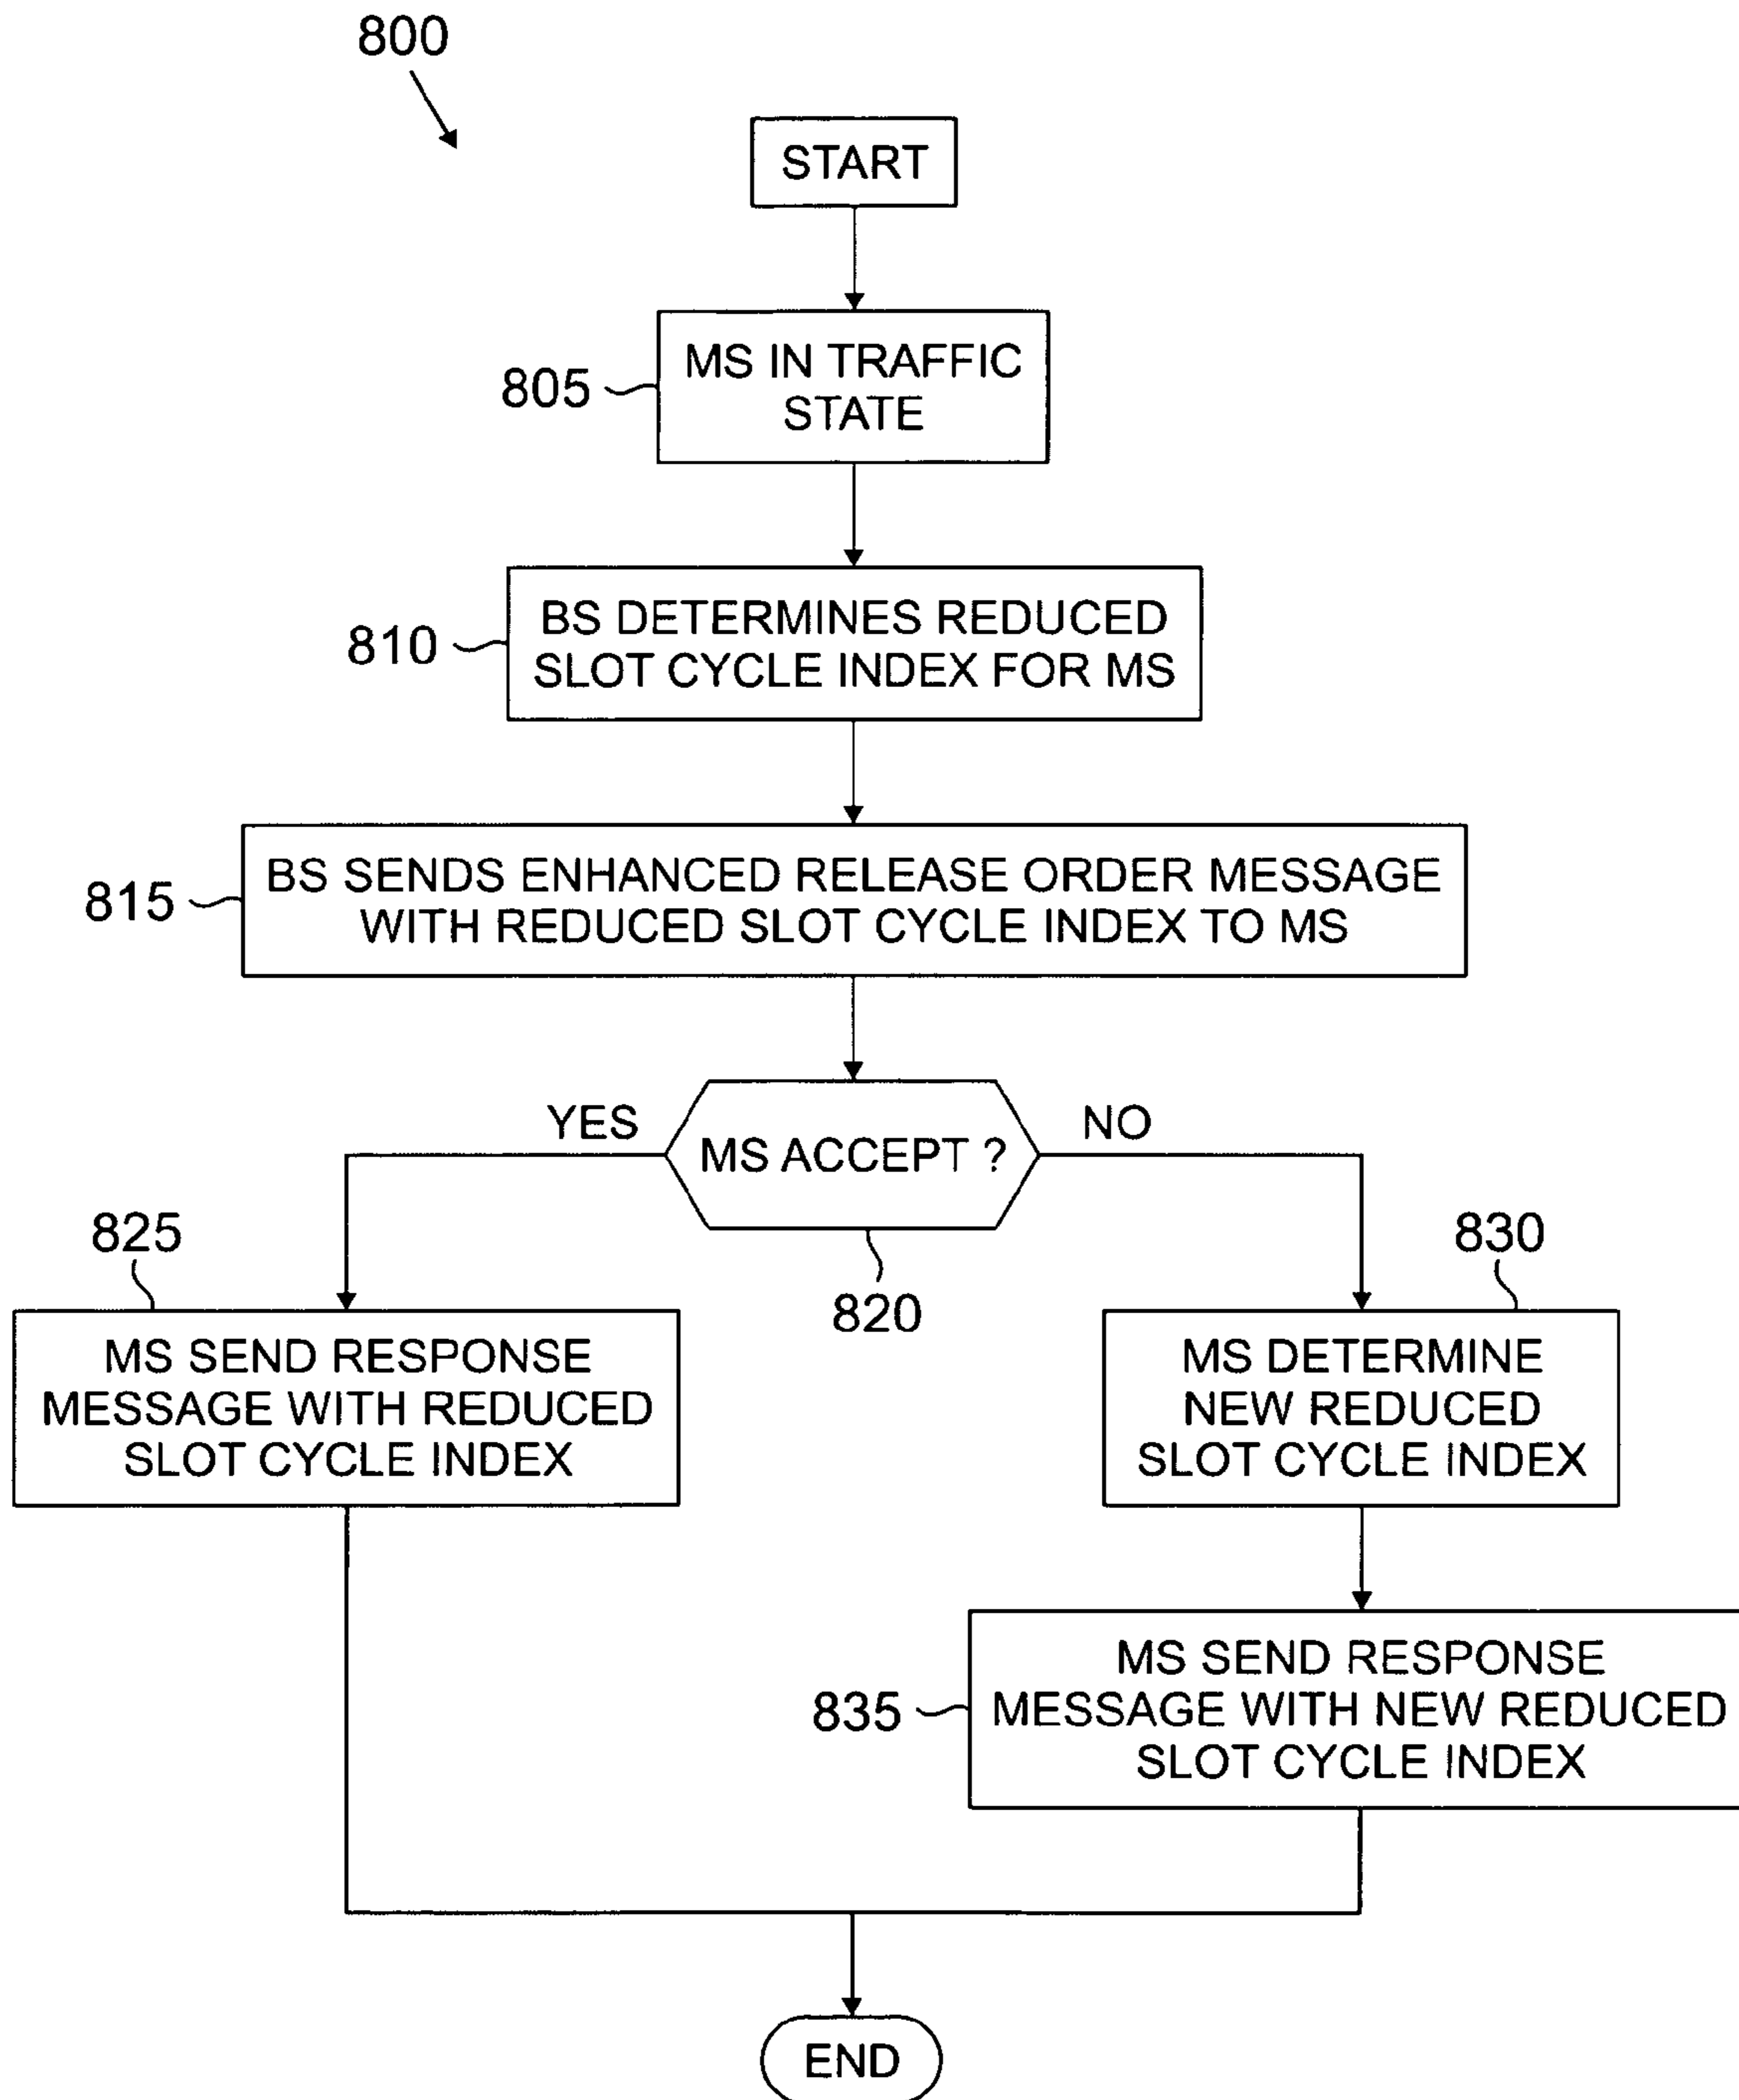 800
START
805
MS IN TRAFFIC
STATE
810
BS DETERMINES REDUCED
SLOT CYCLE INDEX FOR MS
815
BS SENDS ENHANCED RELEASE ORDER MESSAGE
WITH REDUCED SLOT CYCLE INDEX TO MS
YES
MS ACCEPT ?
NO
820
825
MS SEND RESPONSE
MESSAGE WITH REDUCED
SLOT CYCLE INDEX
830
MS DETERMINE
NEW REDUCED
SLOT CYCLE INDEX
835
MS SEND RESPONSE
MESSAGE WITH NEW REDUCED
SLOT CYCLE INDEX
END